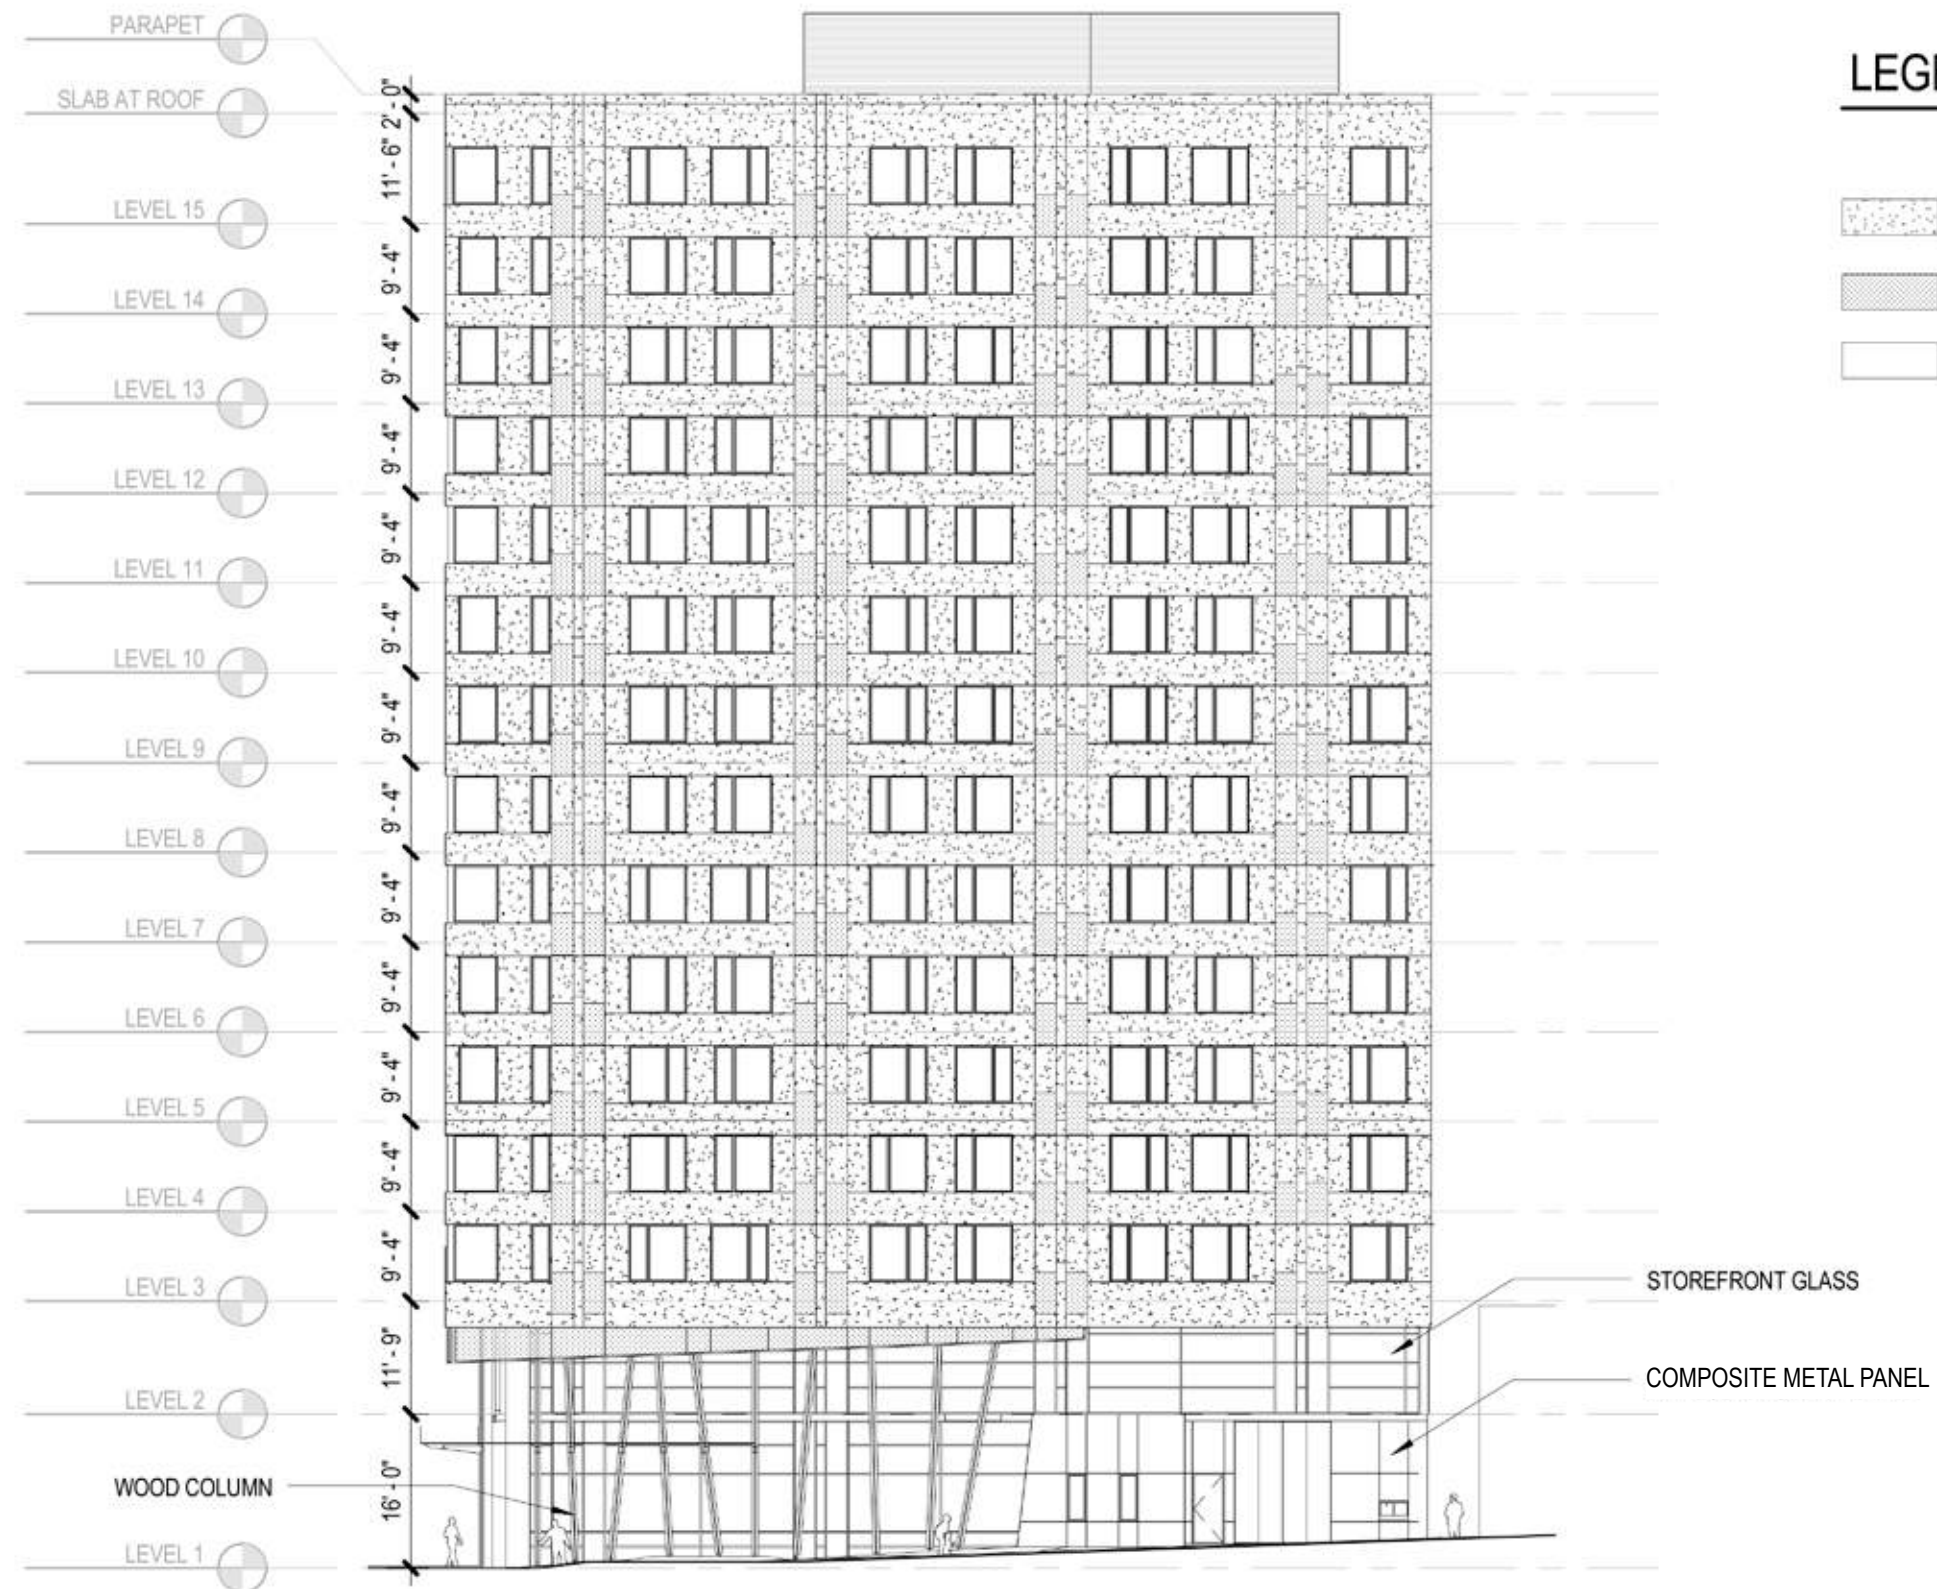 PARAPET
LEGE
SLAB AT ROOF
2' - 0"
11' - 6"
LEVEL 15
9' - 4"
LEVEL 14
9' - 4"
LEVEL 13
9' - 4"
LEVEL 12
9' - 4"
LEVEL 11
9' - 4"
LEVEL 10
9' - 4"
LEVEL 9
9' - 4"
LEVEL 8
9' - 4"
LEVEL 7
9' - 4"
LEVEL 6
9' - 4"
LEVEL 5
9' - 4"
LEVEL 4
9' - 4"
LEVEL 3
STOREFRONT GLASS
11' - 9"
COMPOSITE METAL PANEL
LEVEL 2
WOOD COLUMN
16' - 0"
LEVEL 1